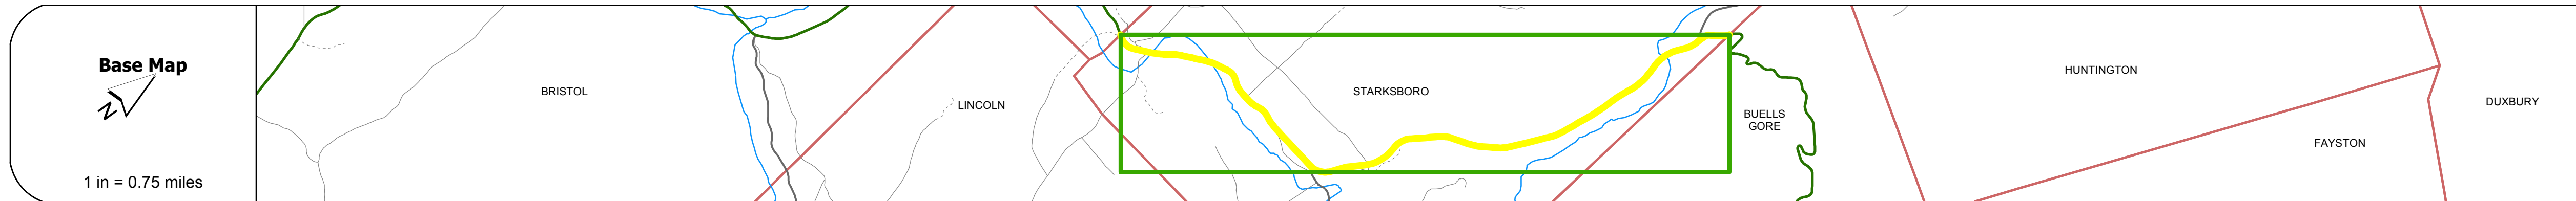 Base Map
N
1 in = 0.75 miles
BRISTOL
LINCOLN
STARKSBORO
BUELLS
GORE
HUNTINGTON
FAYSTON
DUXBURY